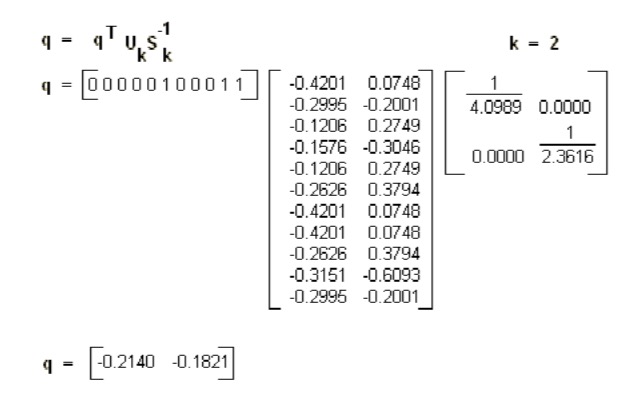 q = qᵀ UₖSₖ⁻¹ k = 2
q = [0 0 0 0 0 1 0 0 0 1 1] [-0.4201 0.0748 [1/4.0989 0.0000
-0.2995 -0.2001
-0.1206 0.2749
-0.1576 -0.3046 0.0000 1/2.3616]
-0.1206 0.2749
-0.2626 0.3794
-0.4201 0.0748
-0.4201 0.0748
-0.2626 0.3794
-0.3151 -0.6093
-0.2995 -0.2001]
q = [-0.2140 -0.1821]